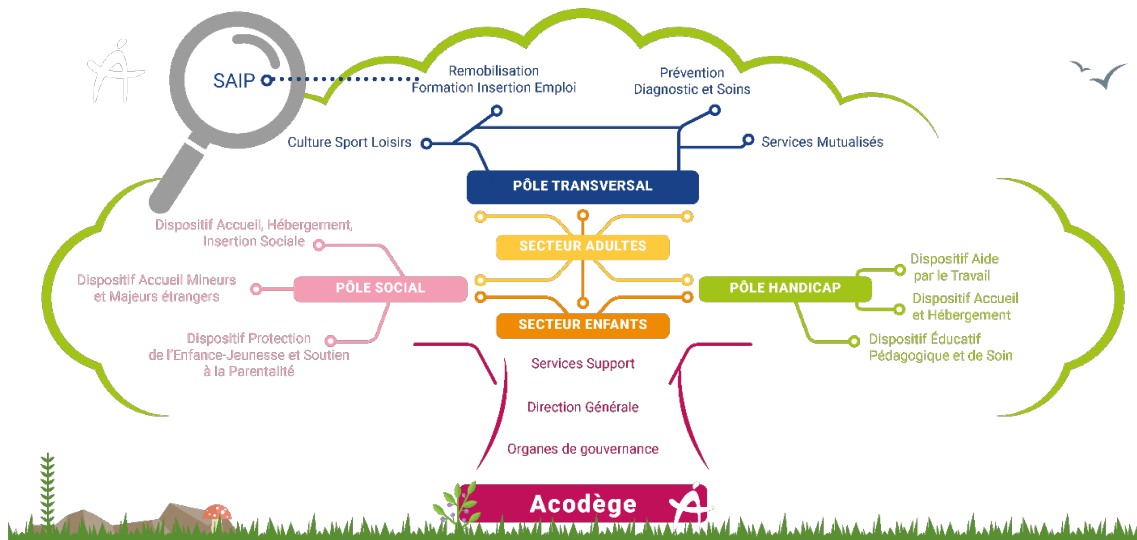 SAIP
Remobilisation
Formation Insertion Emploi
Prévention
Diagnostic et Soins
Culture Sport Loisirs
Services Mutualisés
PÔLE TRANSVERSAL
Dispositif Accueil, Hébergement,
Insertion Sociale
SECTEUR ADULTES
Dispositif Accueil Mineurs
et Majeurs étrangers
PÔLE SOCIAL
PÔLE HANDICAP
Dispositif Aide
par le Travail
Dispositif Accueil
et Hébergement
SECTEUR ENFANTS
Dispositif Protection
de l'Enfance-Jeunesse et Soutien
à la Parentalité
Dispositif Éducatif
Pédagogique et de Soin
Services Support
Direction Générale
Organes de gouvernance
Acodège